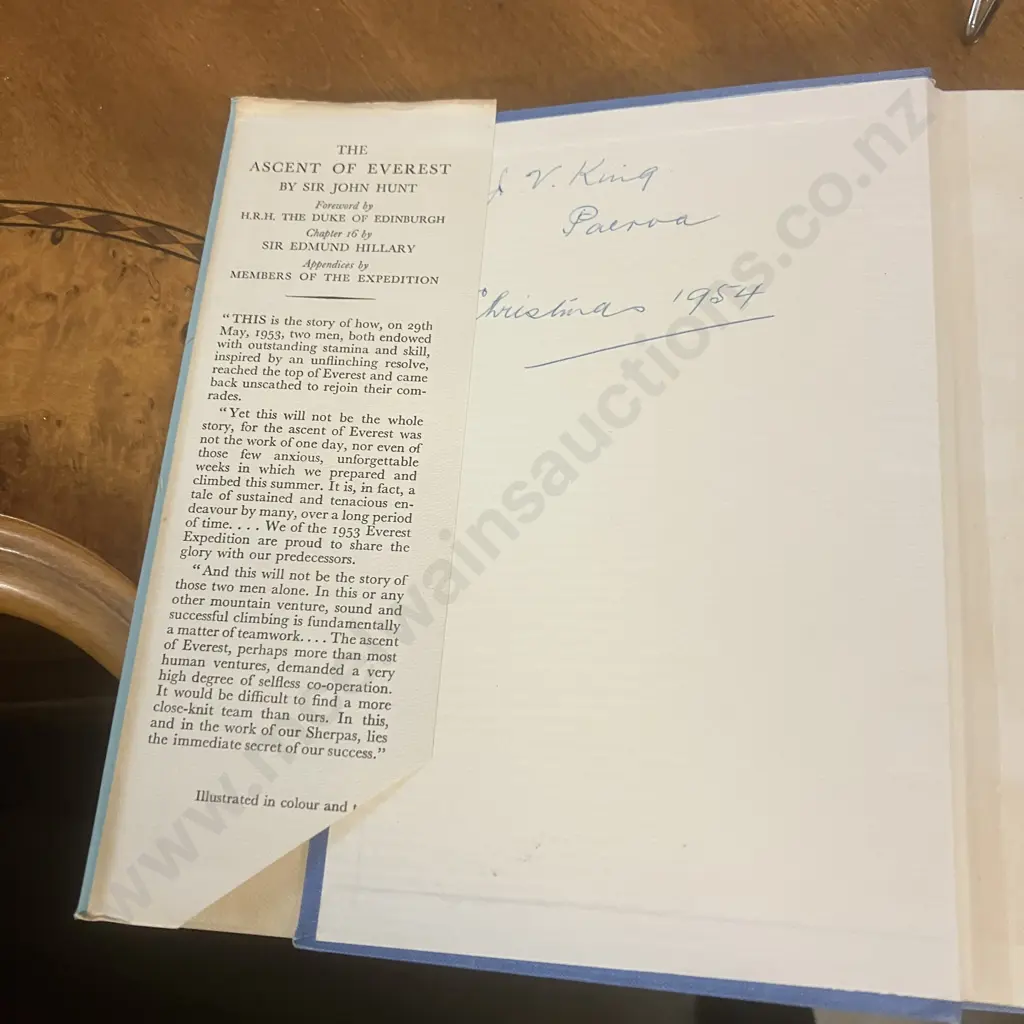 THE
ASCENT OF EVEREST
BY SIR JOHN HUNT
Foreword by
H.R.H. THE DUKE OF EDINBURGH
Chapter 16 by
SIR EDMUND HILLARY
Appendices by
MEMBERS OF THE EXPEDITION
"THIS is the story of how, on 29th
May, 1953, two men, both endowed
with outstanding stamina and skill,
inspired by an unflinching resolve,
reached the top of Everest and came
back unscathed to rejoin their com-
rades.
"Yet this will not be the whole
story, for the ascent of Everest was
not the work of one day, nor even of
those few anxious, unforgettable
weeks in which we prepared and
climbed this summer. It is, in fact, a
tale of sustained and tenacious en-
deavour by many, over a long period
of time. . . . We of the 1953 Everest
Expedition are proud to share the
glory with our predecessors.
"And this will not be the story of
those two men alone. In this or any
other mountain venture, sound and
successful climbing is fundamentally
a matter of teamwork. . . . The ascent
of Everest, perhaps more than most
human ventures, demanded a very
high degree of selfless co-operation.
It would be difficult to find a more
close-knit team than ours. In this,
and in the work of our Sherpas, lies
the immediate secret of our success."
Illustrated in colour and
V. King
Paeroa
Christmas 1954